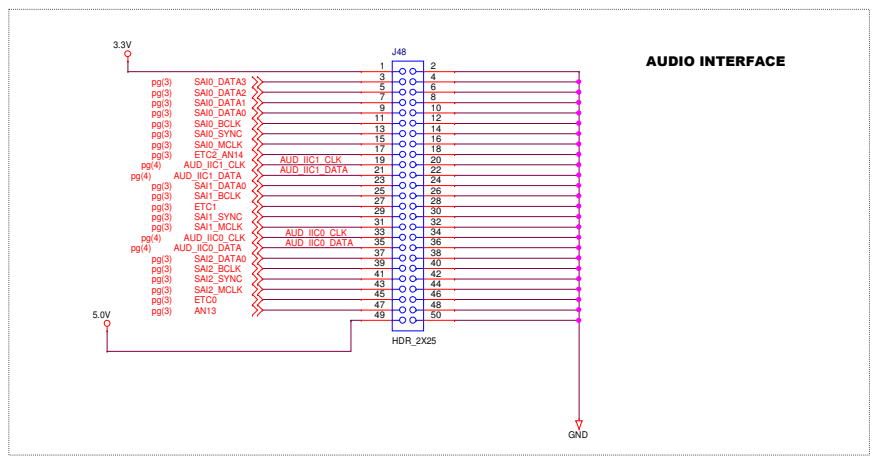 AUDIO INTERFACE
3.3V
J48
1 2
pg(3) SAI0_DATA3 3 4
pg(3) SAI0_DATA2 5 6
pg(3) SAI0_DATA1 7 8
pg(3) SAI0_DATA0 9 10
pg(3) SAI0_BCLK 11 12
pg(3) SAI0_SYNC 13 14
pg(3) SAI0_MCLK 15 16
pg(3) ETC2_AN14 17 18
pg(4) AUD_IIC1_CLK AUD_IIC1_CLK 19 20
pg(4) AUD_IIC1_DATA AUD_IIC1_DATA 21 22
pg(3) SAI1_DATA0 23 24
pg(3) SAI1_BCLK 25 26
pg(3) ETC1 27 28
pg(3) SAI1_SYNC 29 30
pg(3) SAI1_MCLK 31 32
pg(4) AUD_IIC0_CLK AUD_IIC0_CLK 33 34
pg(4) AUD_IIC0_DATA AUD_IIC0_DATA 35 36
pg(3) SAI2_DATA0 37 38
pg(3) SAI2_BCLK 39 40
pg(3) SAI2_SYNC 41 42
pg(3) SAI2_MCLK 43 44
pg(3) ETC0 45 46
pg(3) AN13 47 48
5.0V 49 50
HDR_2X25
GND